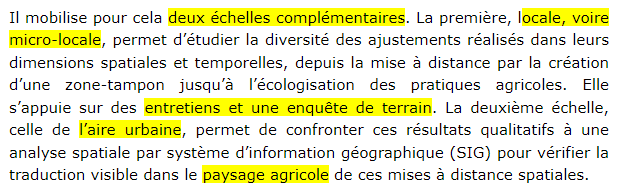 Il mobilise pour cela deux échelles complémentaires. La première, locale, voire
micro-locale, permet d'étudier la diversité des ajustements réalisés dans leurs
dimensions spatiales et temporelles, depuis la mise à distance par la création
d'une zone-tampon jusqu'à l'écologisation des pratiques agricoles. Elle
s'appuie sur des entretiens et une enquête de terrain. La deuxième échelle,
celle de l'aire urbaine, permet de confronter ces résultats qualitatifs à une
analyse spatiale par système d'information géographique (SIG) pour vérifier la
traduction visible dans le paysage agricole de ces mises à distance spatiales.